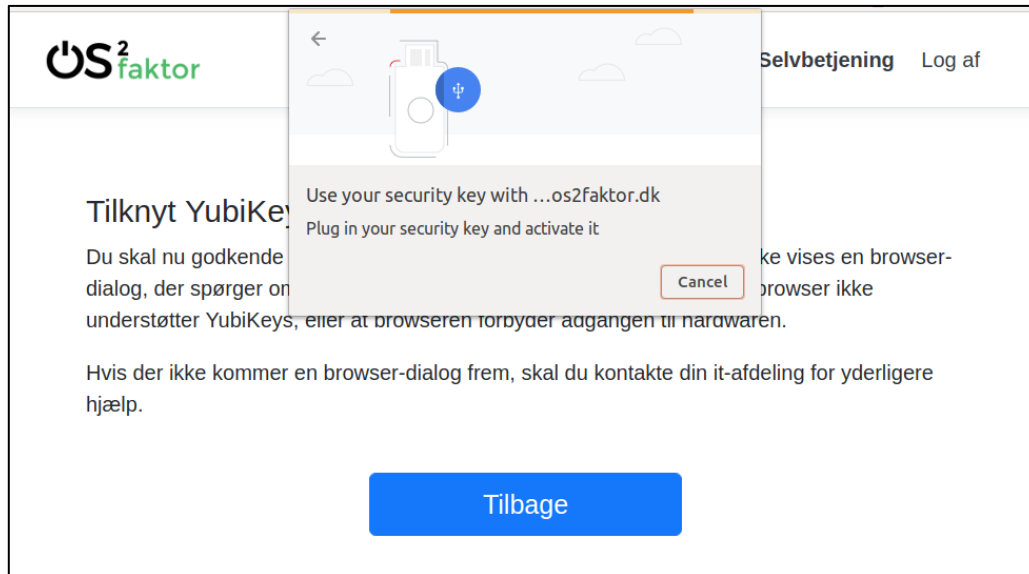 OS2faktor
Selvbetjening Log af
Use your security key with ...os2faktor.dk
Plug in your security key and activate it
Cancel
Tilknyt YubiKey
Du skal nu godkende ke vises en browser-
dialog, der spørger om browser ikke
understøtter YubiKeys, eller at browseren forbyder adgangen til hardwaren.
Hvis der ikke kommer en browser-dialog frem, skal du kontakte din it-afdeling for yderligere
hjælp.
Tilbage